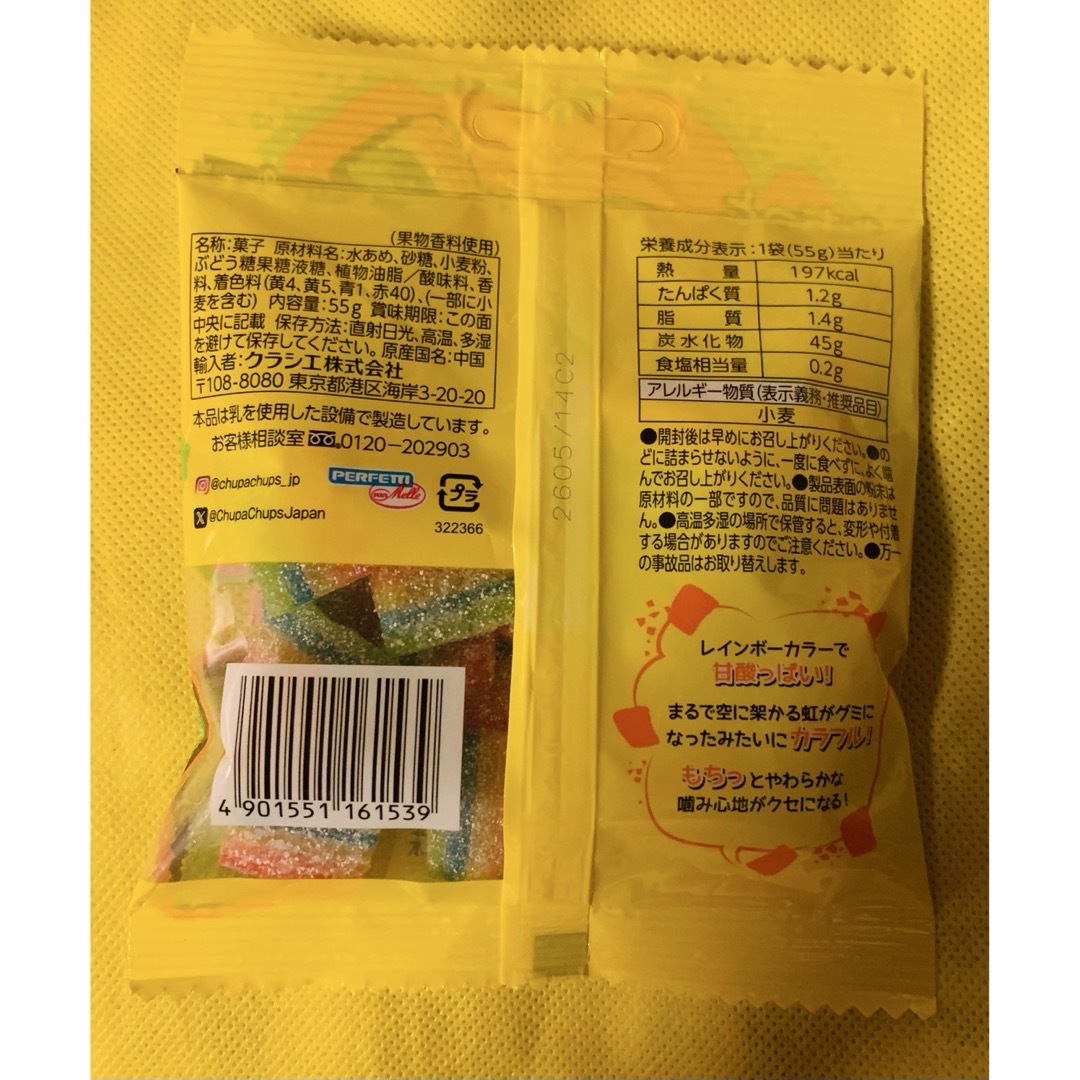 (果物香料使用)
名称:菓子 原材料名:水あめ、砂糖、小麦粉、
ぶどう糖果糖液糖、植物油脂/酸味料、香
料、着色料(黄4、黄5、青1、赤40)、(一部に小
麦を含む) 内容量:55g 賞味期限:この面
中央に記載 保存方法:直射日光、高温、多湿
を避けて保存してください。 原産国名:中国
輸入者:クラシエ株式会社
〒108-8080 東京都港区海岸3-20-20
本品は乳を使用した設備で製造しています。
お客様相談室 0120-202903
@chupachups_jp
X @ChupaChupsJapan
PERFETTI
van Melle
プラ
322366
4 901551 161539
2605/14C2
栄養成分表示:1袋(55g)当たり
熱量 197kcal
たんぱく質 1.2g
脂質 1.4g
炭水化物 45g
食塩相当量 0.2g
アレルギー物質(表示義務・推奨品目)
小麦
●開封後は早めにお召し上がりください。●の
どに詰まらせないように、一度に食べずに、よく噛
んでお召し上がりください。●製品表面の粉末は
原材料の一部ですので、品質に問題はありませ
ん。●高温多湿の場所で保管すると、変形や付着
する場合がありますのでご注意ください。●万一
の事故品はお取り替えします。
レインボーカラーで
甘酸っぱい!
まるで空に架かる虹がグミに
なったみたいにカラフル!
もちっとやわらかな
噛み心地がクセになる!